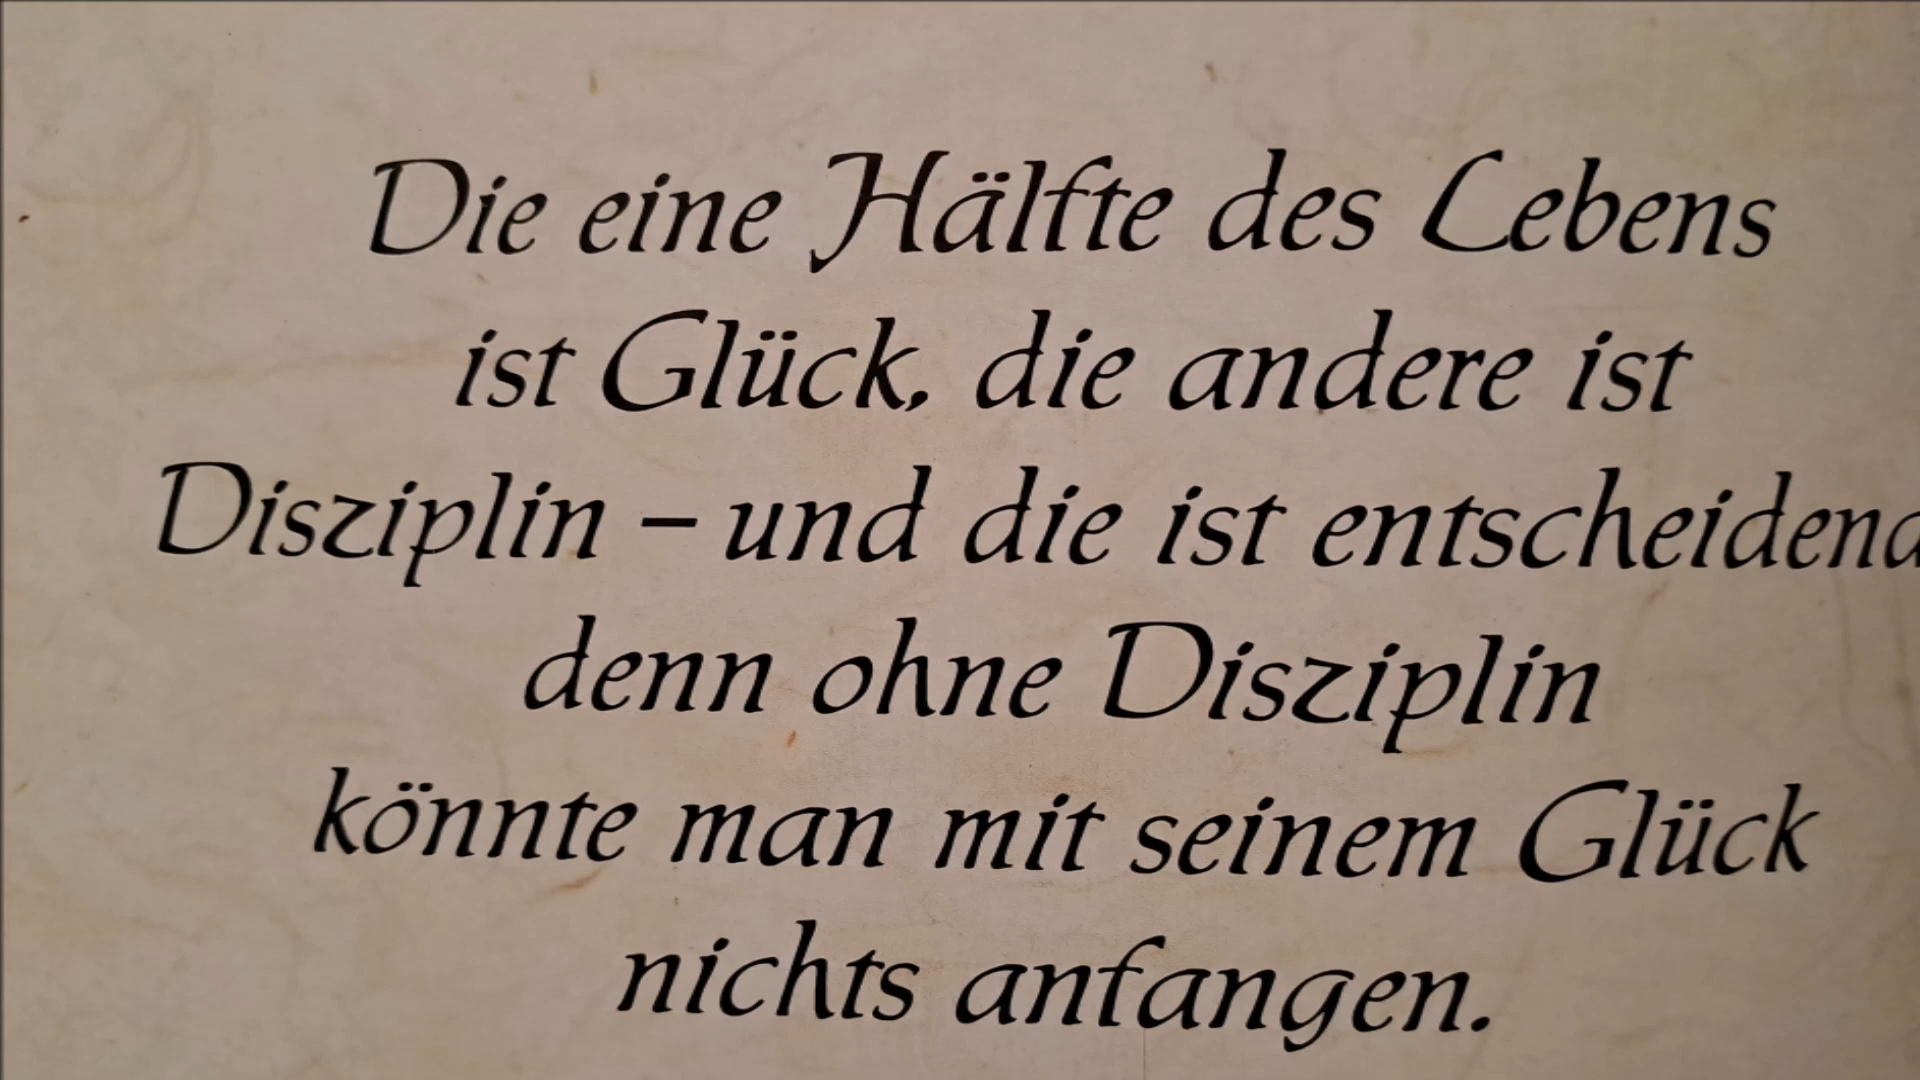 Die eine Hälfte des Lebens
ist Glück, die andere ist
Disziplin – und die ist entscheidend
denn ohne Disziplin
könnte man mit seinem Glück
nichts anfangen.